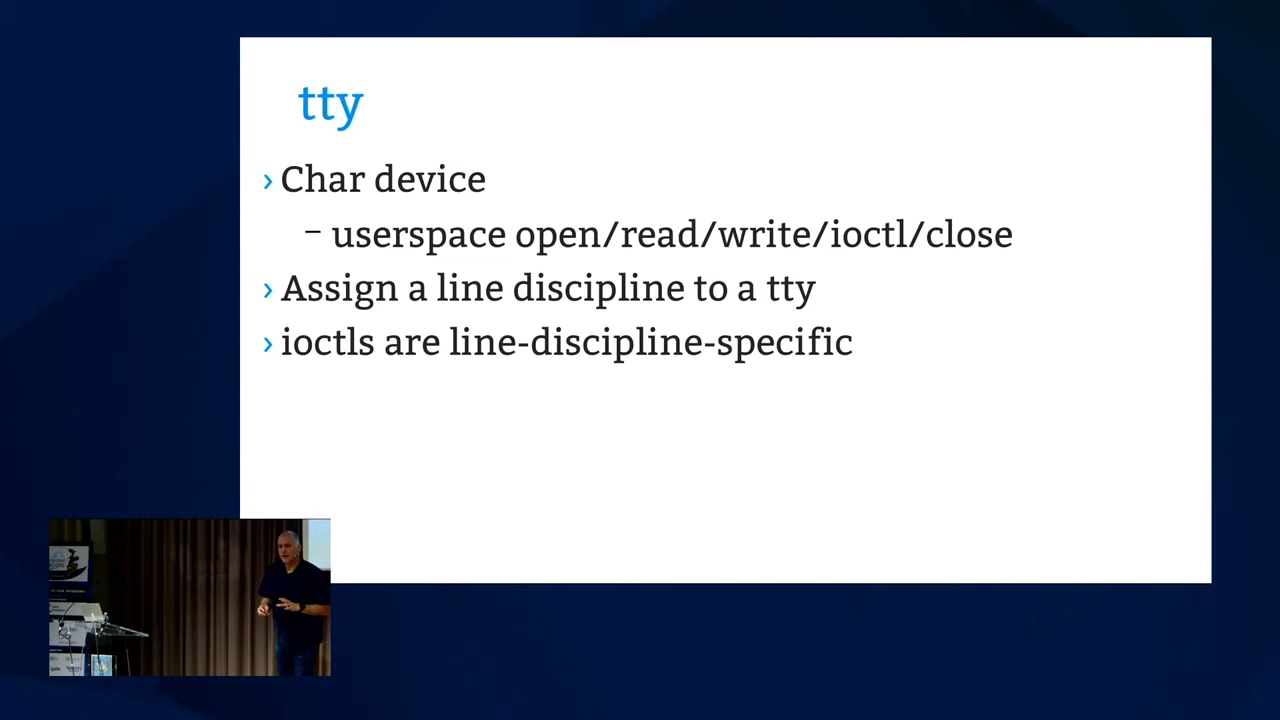 tty
› Char device
– userspace open/read/write/ioctl/close
› Assign a line discipline to a tty
› ioctls are line-discipline-specific